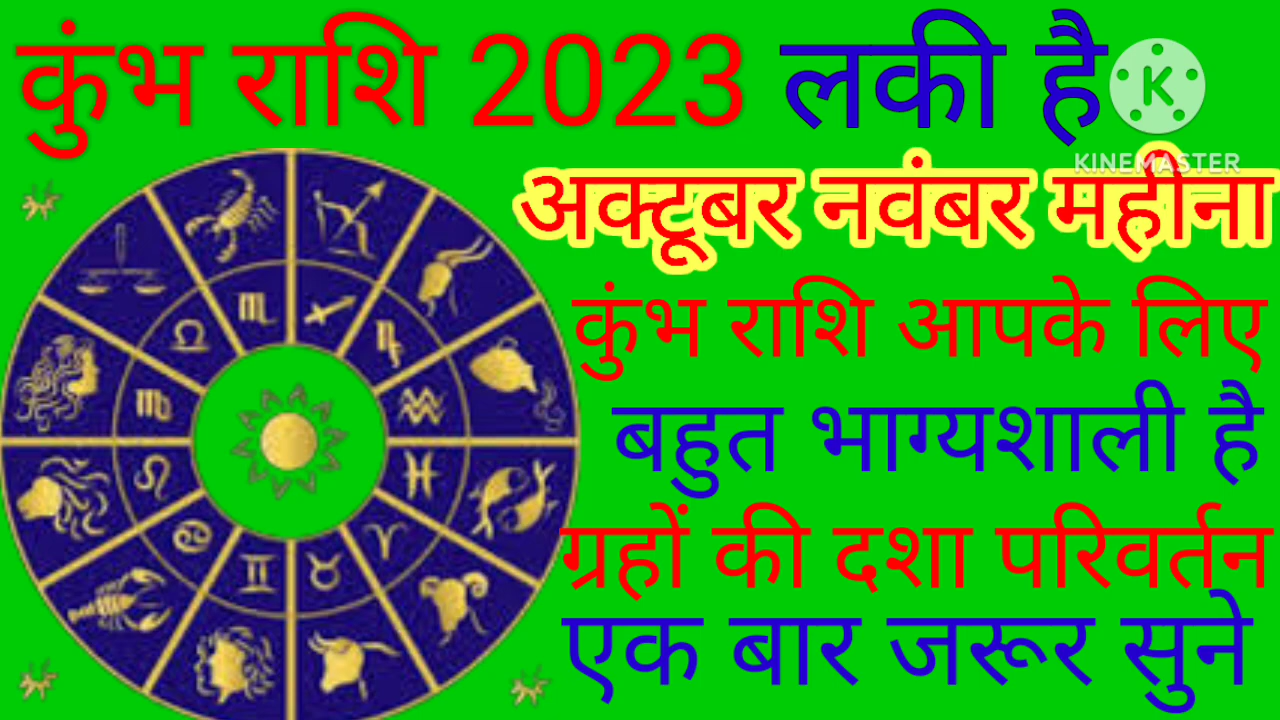 कुंभ राशि 2023 लकी है
K
KINEMASTER
अक्टूबर नवंबर महीना
कुंभ राशि आपके लिए
बहुत भाग्यशाली है
ग्रहों की दशा परिवर्तन
एक बार जरूर सुने